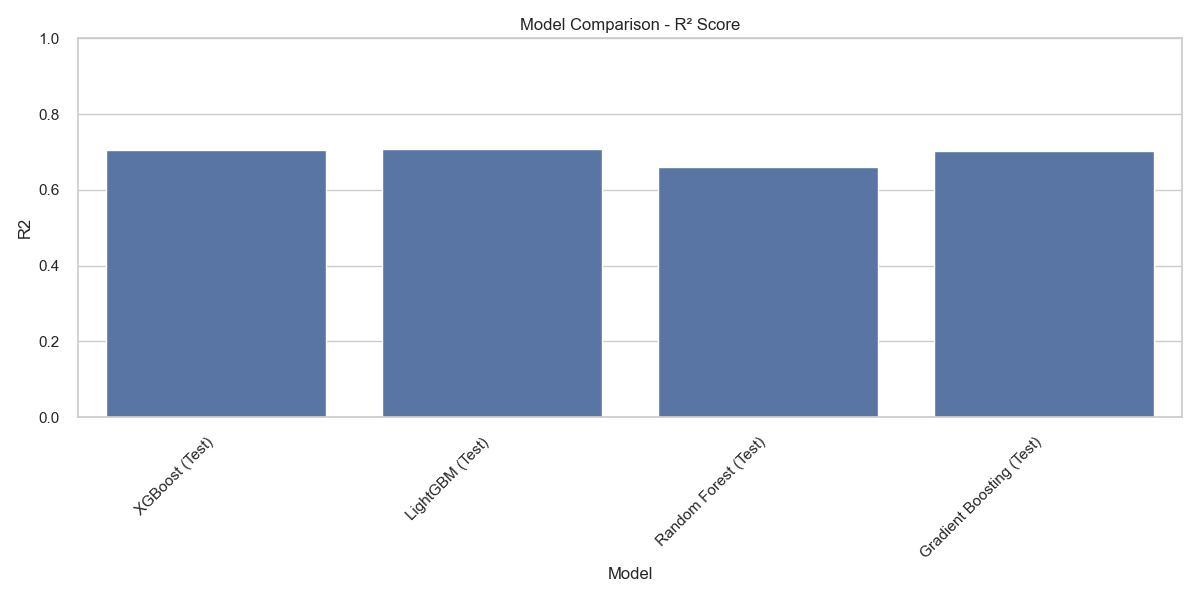 Model Comparison - R² Score
1.0
0.8
0.6
0.4
0.2
0.0
R2
XGBoost (Test)
LightGBM (Test)
Random Forest (Test)
Gradient Boosting (Test)
Model